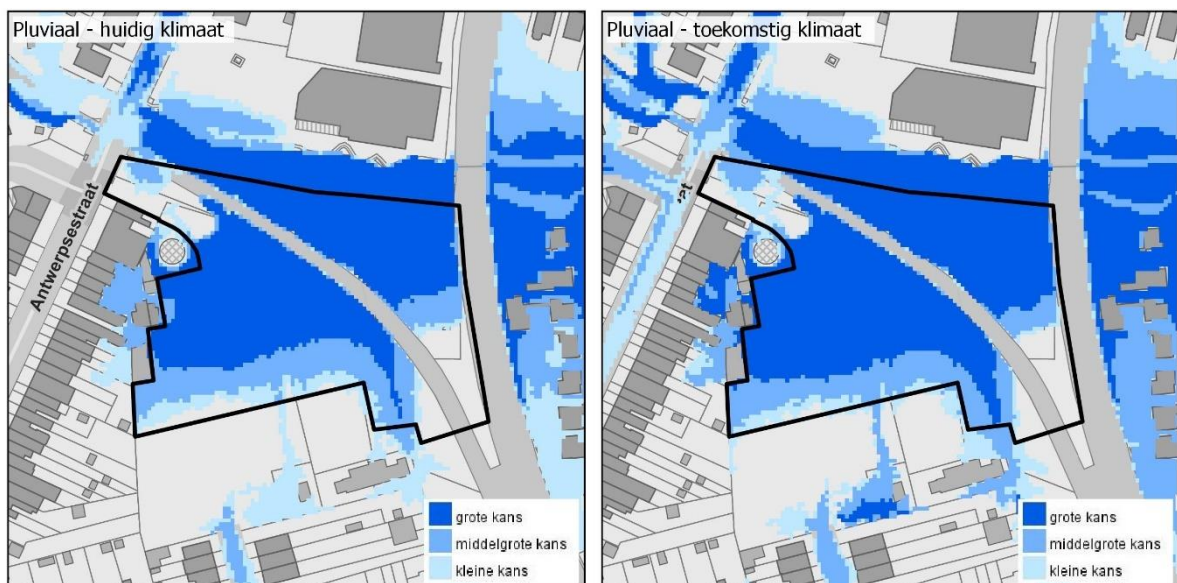 Pluviaal - huidig klimaat
Antwerpsestraat
grote kans
middelgrote kans
kleine kans
Pluviaal - toekomstig klimaat
grote kans
middelgrote kans
kleine kans